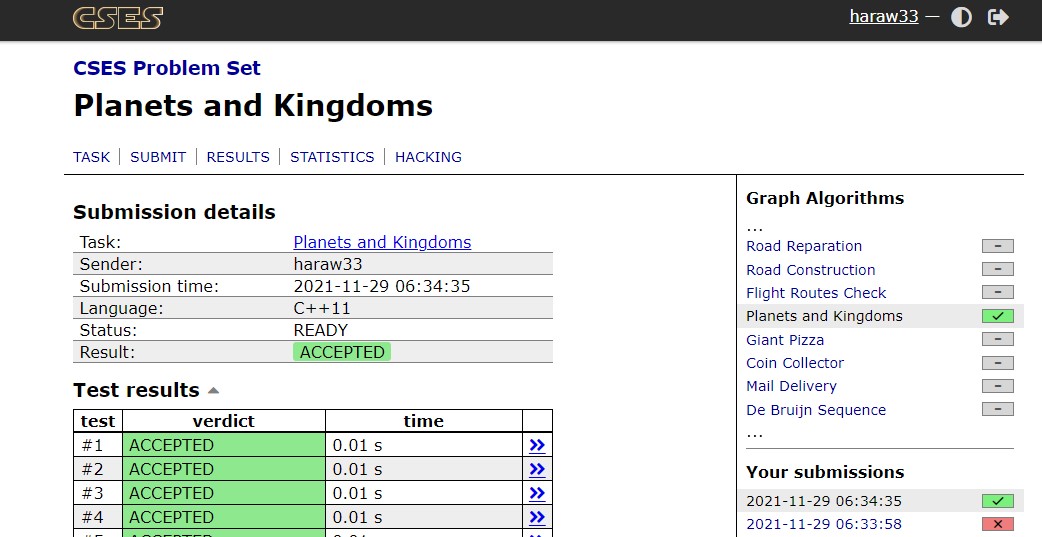 CSES
haraw33 —
CSES Problem Set
Planets and Kingdoms
TASK | SUBMIT | RESULTS | STATISTICS | HACKING
Submission details
Task: Planets and Kingdoms
Sender: haraw33
Submission time: 2021-11-29 06:34:35
Language: C++11
Status: READY
Result: ACCEPTED
Test results
test verdict time
#1 ACCEPTED 0.01 s »
#2 ACCEPTED 0.01 s »
#3 ACCEPTED 0.01 s »
#4 ACCEPTED 0.01 s »
Graph Algorithms
...
Road Reparation –
Road Construction –
Flight Routes Check –
Planets and Kingdoms ✓
Giant Pizza –
Coin Collector –
Mail Delivery –
De Bruijn Sequence –
...
Your submissions
2021-11-29 06:34:35 ✓
2021-11-29 06:33:58 ×